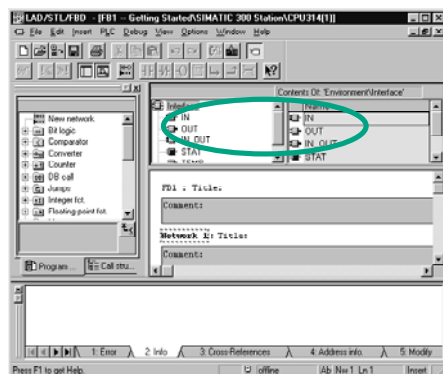 LAD/STL/FBD - [FB1 -- Getting Started\SIMATIC 300 Station\CPU314(1)]
File Edit Insert PLC Debug View Options Window Help
Contents Of: 'Environment\Interface'
Interface
IN
OUT
IN_OUT
STAT
TEMP
Name
IN
OUT
IN_OUT
STAT
New network
Bit logic
Comparator
Converter
Counter
DB call
Jumps
Integer fct.
Floating-point fct.
Program ... Call stru...
FB1 : Title:
Comment:
Network 1: Title:
Comment:
1: Error 2: Info 3: Cross-References 4: Address info. 5: Modify
Press F1 to get Help. offline Abs Nw 1 Ln 1 Insert